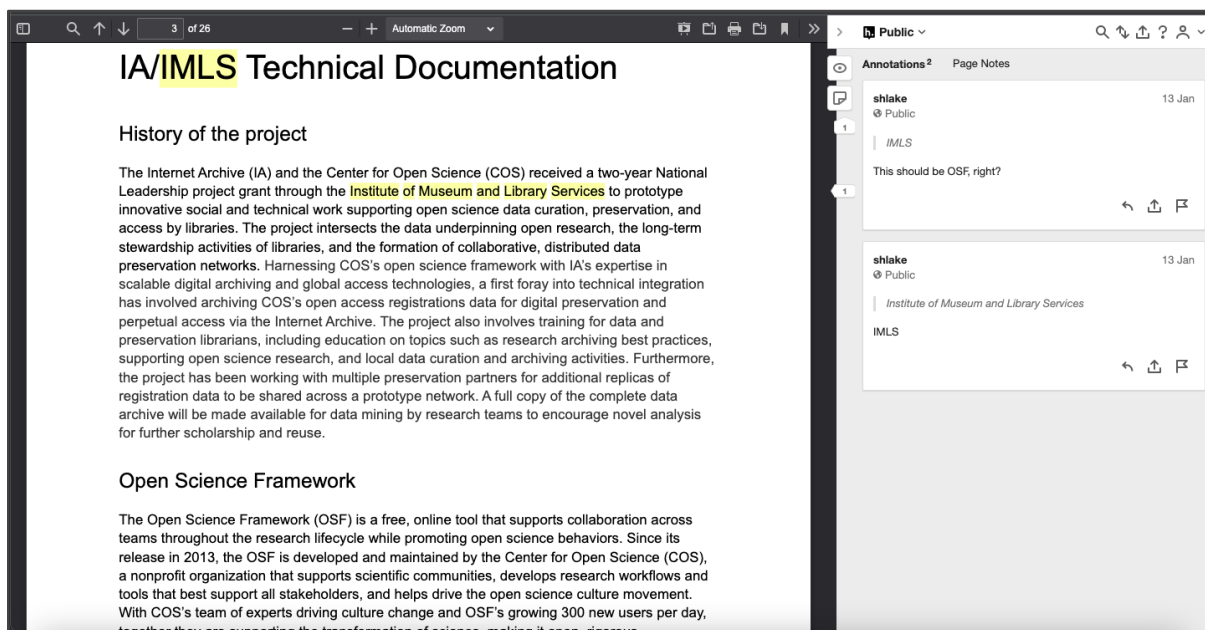 3 of 26
Automatic Zoom
IA/IMLS Technical Documentation
History of the project
The Internet Archive (IA) and the Center for Open Science (COS) received a two-year National
Leadership project grant through the Institute of Museum and Library Services to prototype
innovative social and technical work supporting open science data curation, preservation, and
access by libraries. The project intersects the data underpinning open research, the long-term
stewardship activities of libraries, and the formation of collaborative, distributed data
preservation networks. Harnessing COS's open science framework with IA's expertise in
scalable digital archiving and global access technologies, a first foray into technical integration
has involved archiving COS's open access registrations data for digital preservation and
perpetual access via the Internet Archive. The project also involves training for data and
preservation librarians, including education on topics such as research archiving best practices,
supporting open science research, and local data curation and archiving activities. Furthermore,
the project has been working with multiple preservation partners for additional replicas of
registration data to be shared across a prototype network. A full copy of the complete data
archive will be made available for data mining by research teams to encourage novel analysis
for further scholarship and reuse.
Open Science Framework
The Open Science Framework (OSF) is a free, online tool that supports collaboration across
teams throughout the research lifecycle while promoting open science behaviors. Since its
release in 2013, the OSF is developed and maintained by the Center for Open Science (COS),
a nonprofit organization that supports scientific communities, develops research workflows and
tools that best support all stakeholders, and helps drive the open science culture movement.
With COS's team of experts driving culture change and OSF's growing 300 new users per day,
together they are supporting the transformation of science, making it open, rigorous
Public
Annotations 2 Page Notes
1
1
shlake 13 Jan
Public
IMLS
This should be OSF, right?
shlake 13 Jan
Public
Institute of Museum and Library Services
IMLS